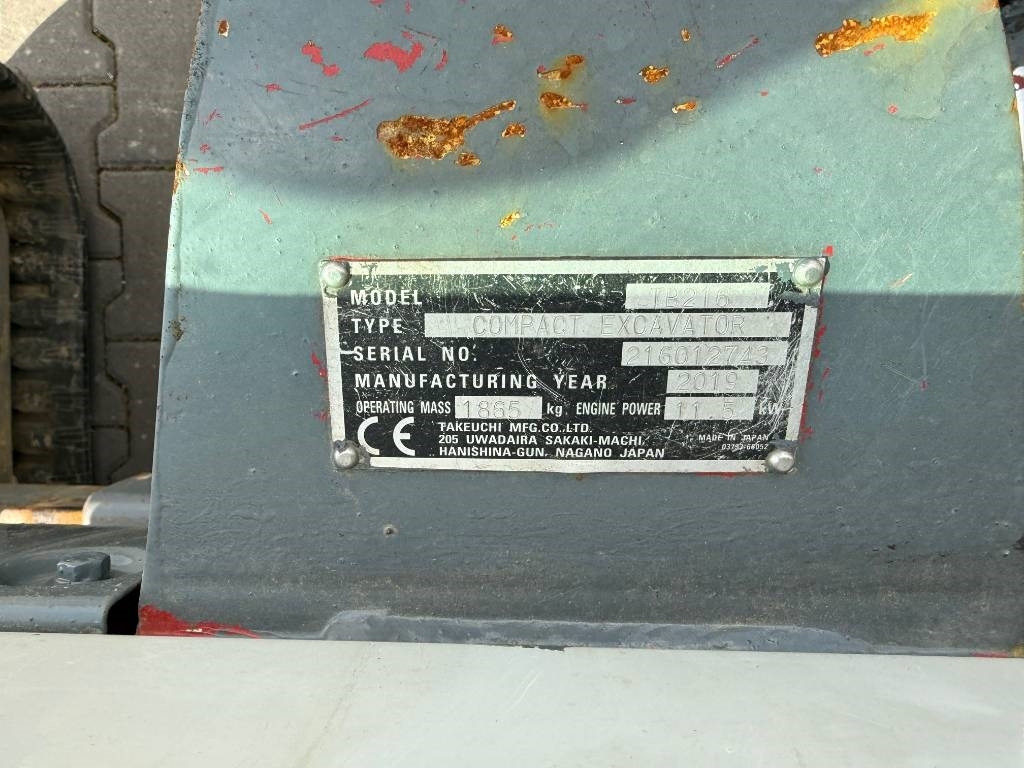 MODEL TB216
TYPE COMPACT EXCAVATOR
SERIAL NO. 216012743
MANUFACTURING YEAR 2019
OPERATING MASS 1865 kg ENGINE POWER 11.5 kW
CE TAKEUCHI MFG.CO.,LTD.
205 UWADAIRA SAKAKI-MACHI,
HANISHINA-GUN, NAGANO JAPAN
MADE IN JAPAN